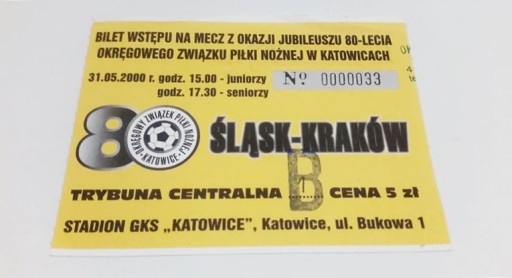 BILET WSTĘPU NA MECZ Z OKAZJI JUBILEUSZU 80-LECIA
OKRĘGOWEGO ZWIĄZKU PIŁKI NOŻNEJ W KATOWICACH
31.05.2000 r. godz. 15.00 - juniorzy
godz. 17.30 - seniorzy
№ 0000033
80
OKRĘGOWY ZWIĄZEK PIŁKI NOŻNEJ
KATOWICE
ŚLĄSK-KRAKÓW
TRYBUNA CENTRALNA B CENA 5 zł
STADION GKS „KATOWICE”, Katowice, ul. Bukowa 1